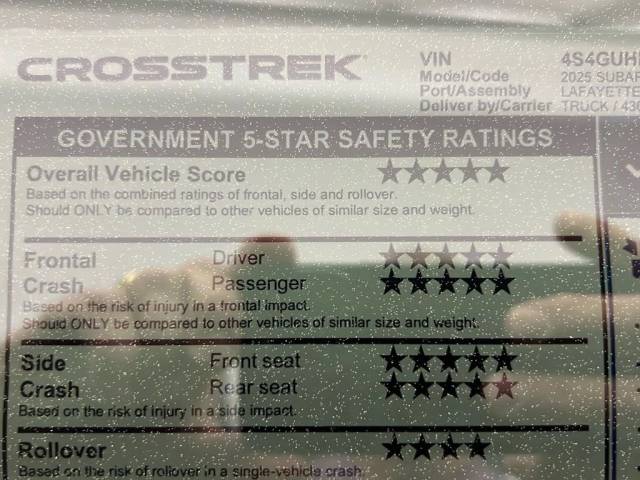 CROSSTREK
VIN 4S4GUH
Model/Code 2025 SUBAR
Port/Assembly LAFAYETTE
Deliver by/Carrier TRUCK / 430
GOVERNMENT 5-STAR SAFETY RATINGS
Overall Vehicle Score ★★★★★
Based on the combined ratings of frontal, side and rollover.
Should ONLY be compared to other vehicles of similar size and weight.
Frontal Driver ★★★★★
Crash Passenger ★★★★★
Based on the risk of injury in a frontal impact.
Should ONLY be compared to other vehicles of similar size and weight.
Side Front seat ★★★★★
Crash Rear seat ★★★★★
Based on the risk of injury in a side impact.
Rollover ★★★★
Based on the risk of rollover in a single-vehicle crash.